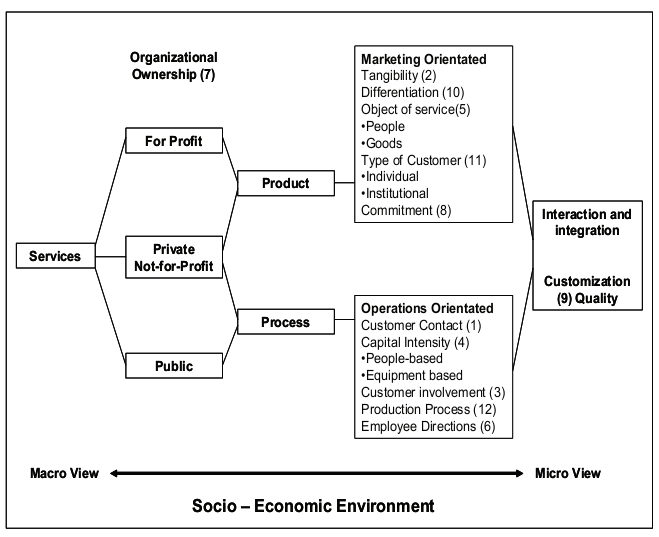 Organizational
Ownership (7)
Services
For Profit
Private
Not-for-Profit
Public
Product
Process
Marketing Orientated
Tangibility (2)
Differentiation (10)
Object of service(5)
•People
•Goods
Type of Customer (11)
•Individual
•Institutional
Commitment (8)
Operations Orientated
Customer Contact (1)
Capital Intensity (4)
•People-based
•Equipment based
Customer involvement (3)
Production Process (12)
Employee Directions (6)
Interaction and
integration
Customization
(9) Quality
Macro View
Micro View
Socio – Economic Environment